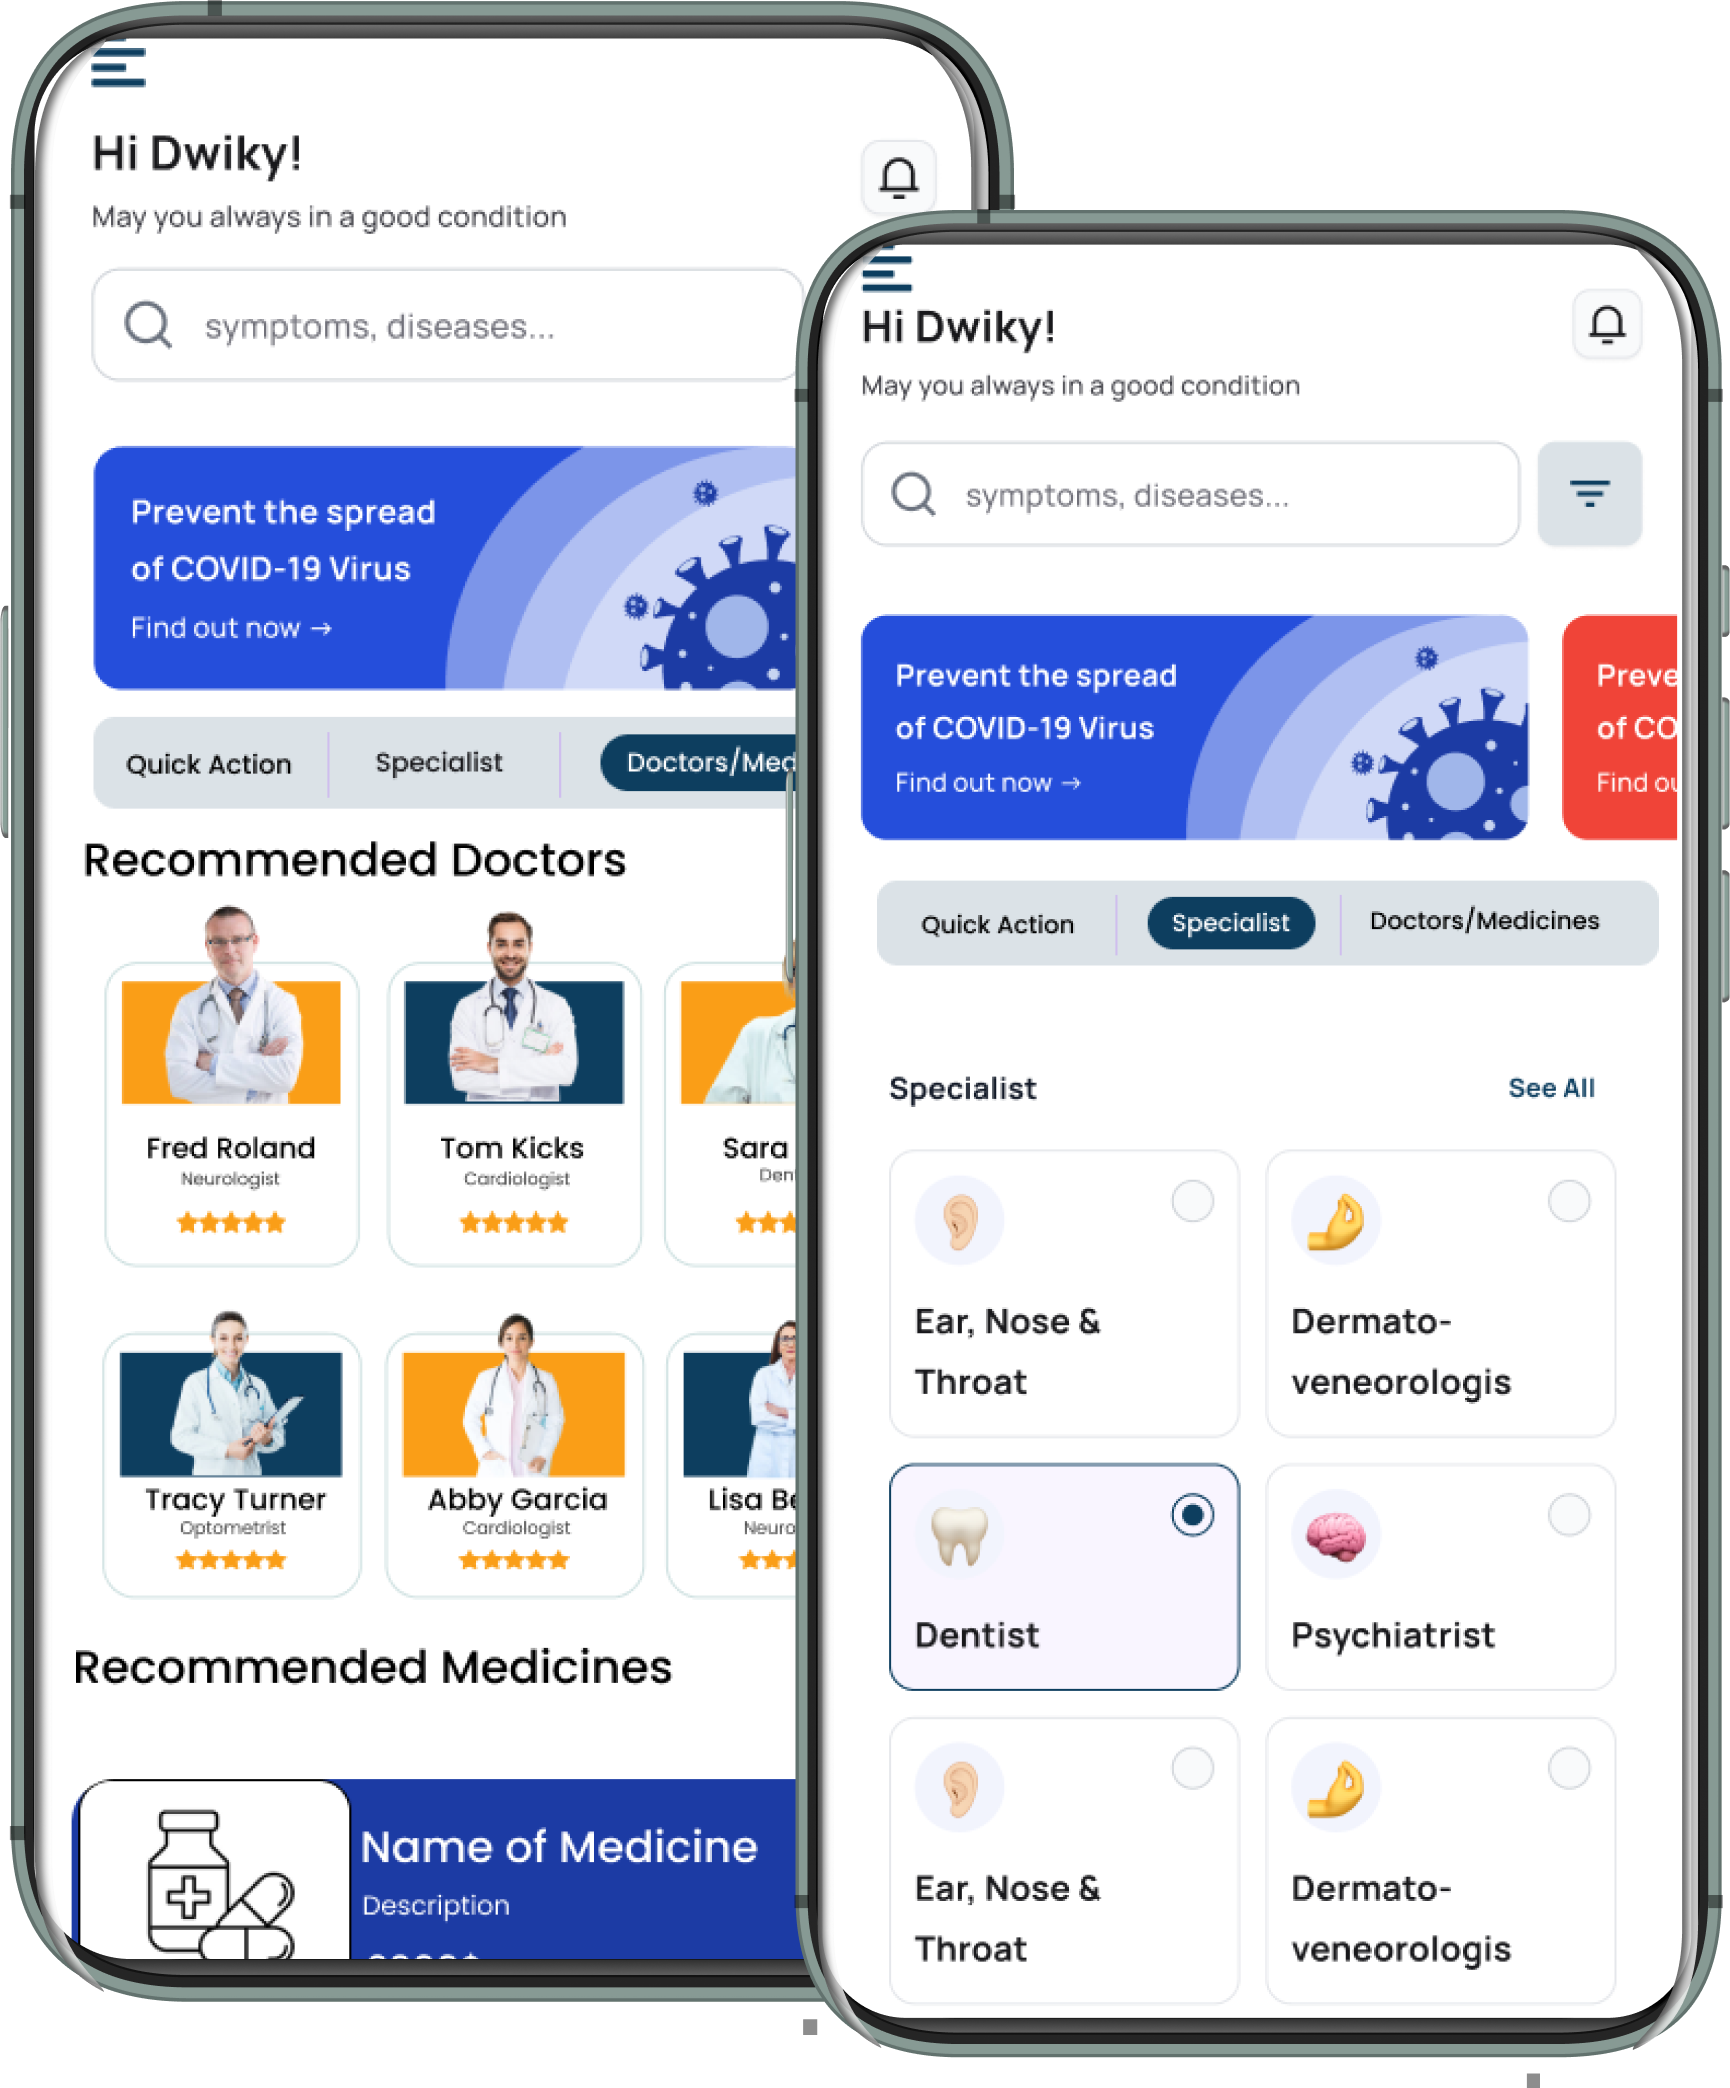 Hi Dwiky!
May you always in a good condition
symptoms, diseases...
Prevent the spread
of COVID-19 Virus
Find out now →
Quick Action
Specialist
Doctors/Med
Recommended Doctors
Fred Roland
Neurologist
Tom Kicks
Cardiologist
Sara
Den
Tracy Turner
Optometrist
Abby Garcia
Cardiologist
Lisa Be
Neuro
Recommended Medicines
Name of Medicine
Description
Hi Dwiky!
May you always in a good condition
symptoms, diseases...
Prevent the spread
of COVID-19 Virus
Find out now →
Preve
of CO
Find ou
Quick Action
Specialist
Doctors/Medicines
Specialist
See All
Ear, Nose &
Throat
Dermato-
veneorologis
Dentist
Psychiatrist
Ear, Nose &
Throat
Dermato-
veneorologis